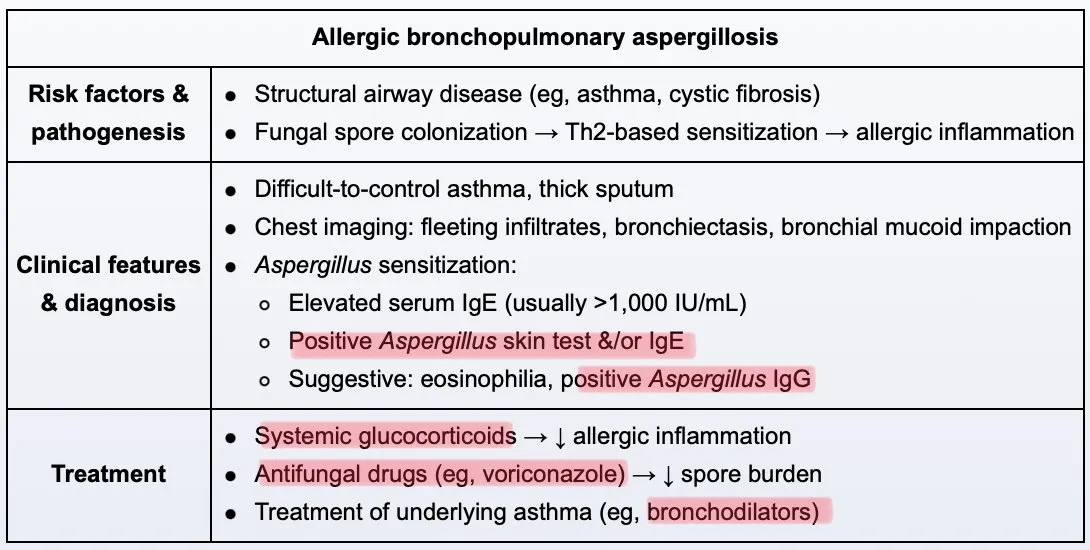 Allergic bronchopulmonary aspergillosis
Risk factors &
pathogenesis
● Structural airway disease (eg, asthma, cystic fibrosis)
● Fungal spore colonization → Th2-based sensitization → allergic inflammation
Clinical features
& diagnosis
● Difficult-to-control asthma, thick sputum
● Chest imaging: fleeting infiltrates, bronchiectasis, bronchial mucoid impaction
● Aspergillus sensitization:
○ Elevated serum IgE (usually >1,000 IU/mL)
○ Positive Aspergillus skin test &/or IgE
○ Suggestive: eosinophilia, positive Aspergillus IgG
Treatment
● Systemic glucocorticoids → ↓ allergic inflammation
● Antifungal drugs (eg, voriconazole) → ↓ spore burden
● Treatment of underlying asthma (eg, bronchodilators)